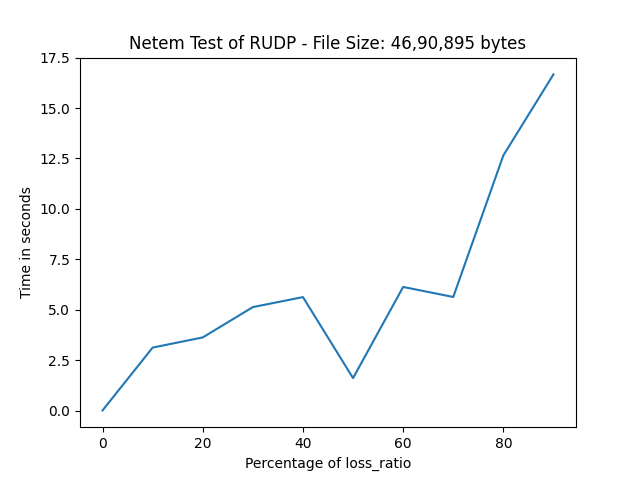 Netem Test of RUDP - File Size: 46,90,895 bytes
17.5
15.0
12.5
10.0
7.5
5.0
2.5
0.0
Time in seconds
0 20 40 60 80
Percentage of loss_ratio